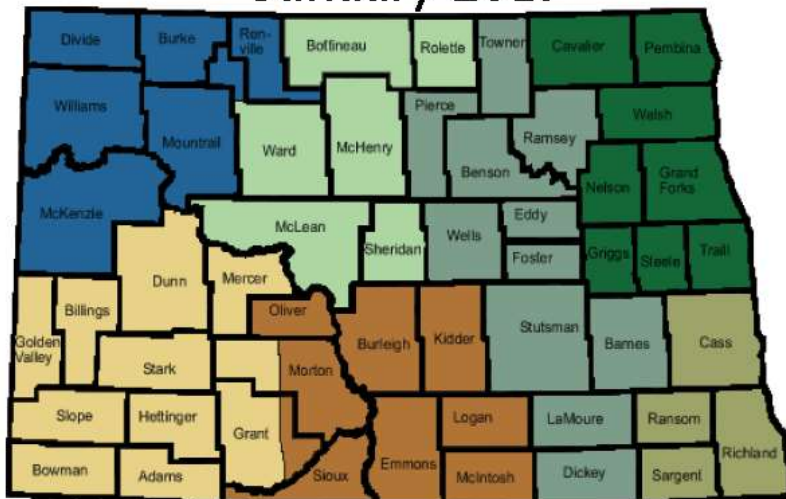 Divide
Burke
Ren-
ville
Bottineau
Rolette
Towner
Cavalier
Pembina
Williams
Mountrail
Ward
McHenry
Pierce
Benson
Ramsey
Walsh
Nelson
Grand
Forks
McKenzie
McLean
Sheridan
Wells
Eddy
Foster
Griggs
Steele
Traill
Dunn
Mercer
Oliver
Billings
Golden
Valley
Stark
Morton
Burleigh
Kidder
Stutsman
Barnes
Cass
Slope
Hettinger
Grant
Logan
LaMoure
Ransom
Richland
Bowman
Adams
Sioux
Emmons
McIntosh
Dickey
Sargent